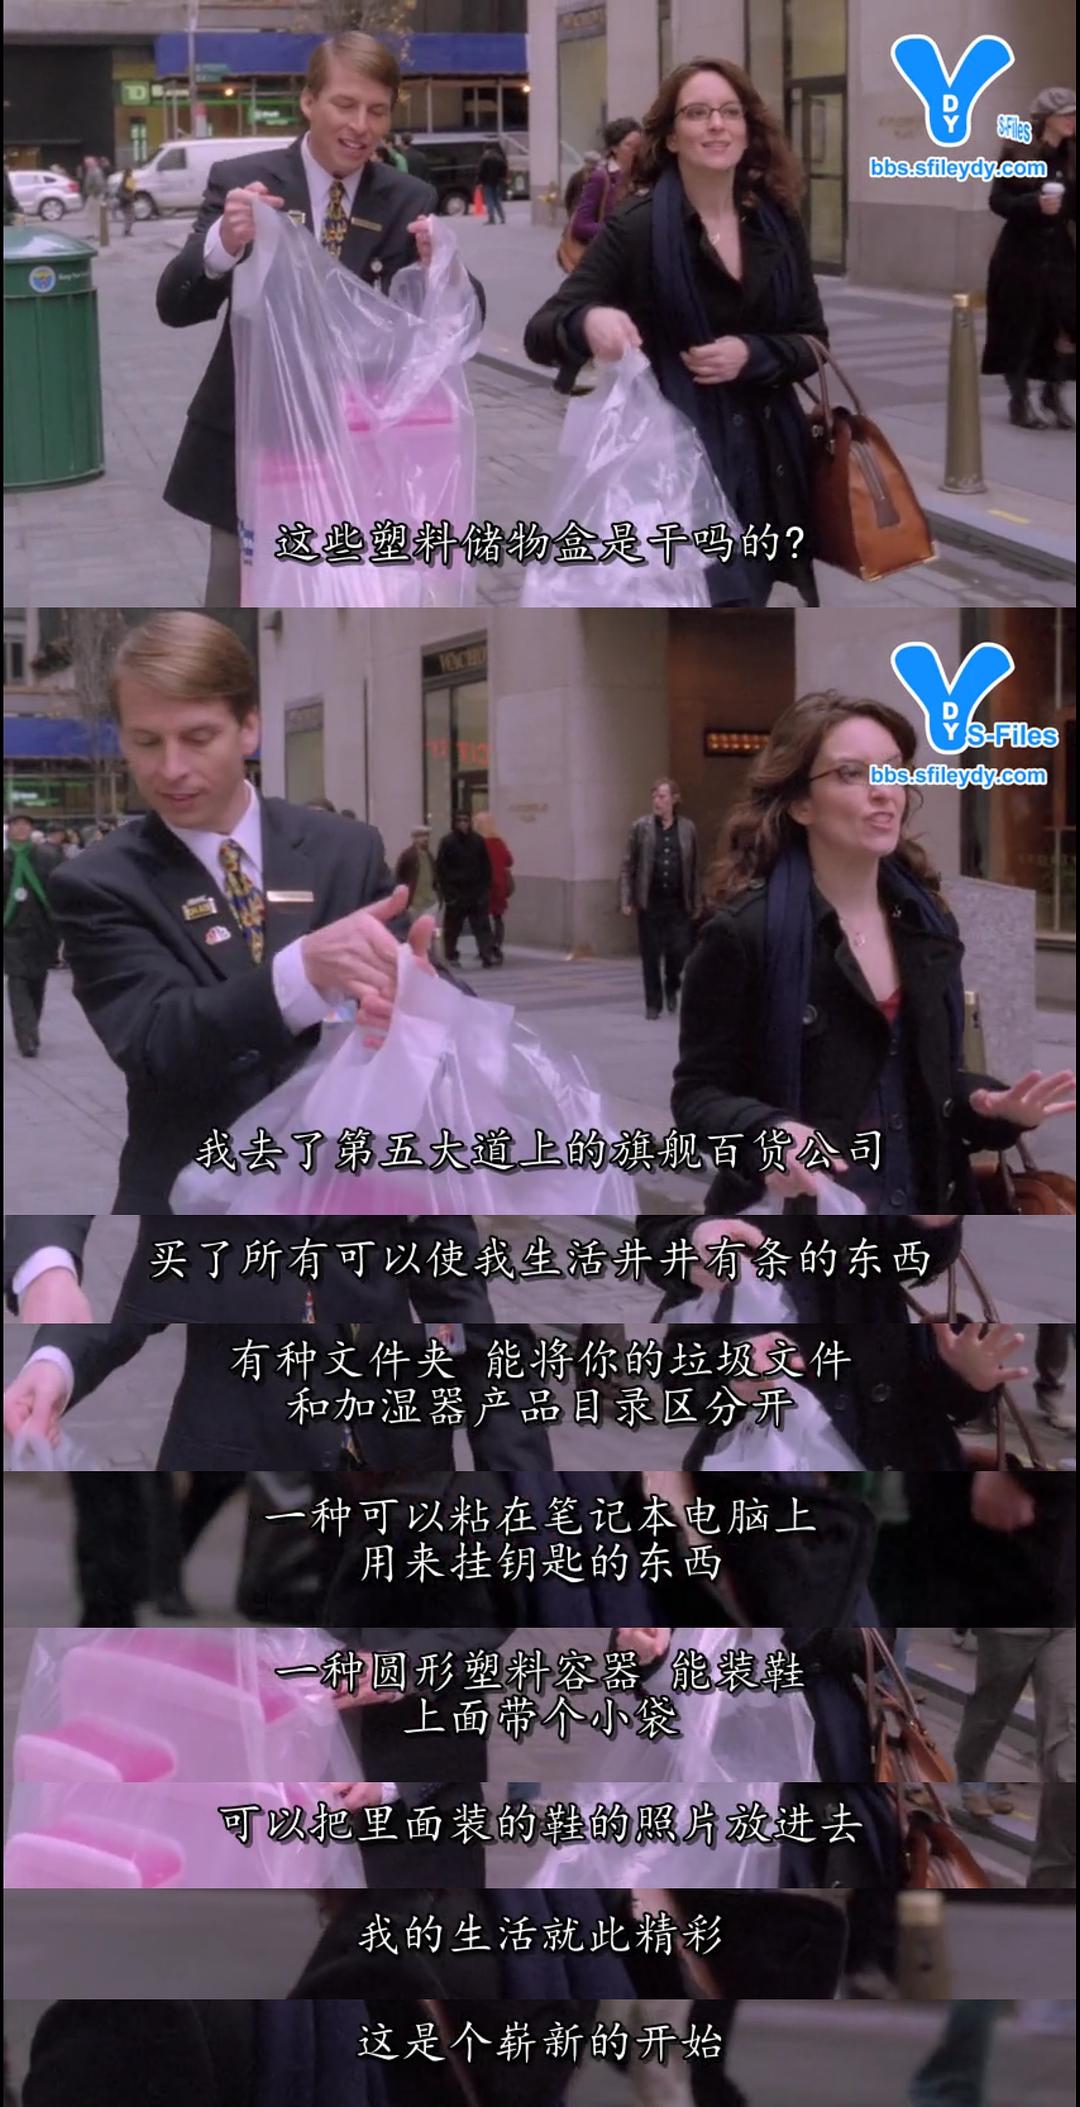 TD
Y
DY
S-Files
bbs.sfileydy.com
这些塑料储物盒是干吗的?
WACHO
Y
DY
S-Files
bbs.sfileydy.com
我去了第五大道上的旗舰百货公司
买了所有可以使我生活井井有条的东西
有种文件夹 能将你的垃圾文件
和加湿器产品目录区分开
一种可以粘在笔记本电脑上
用来挂钥匙的东西
一种圆形塑料容器 能装鞋
上面带个小袋
可以把里面装的鞋的照片放进去
我的生活就此精彩
这是个崭新的开始